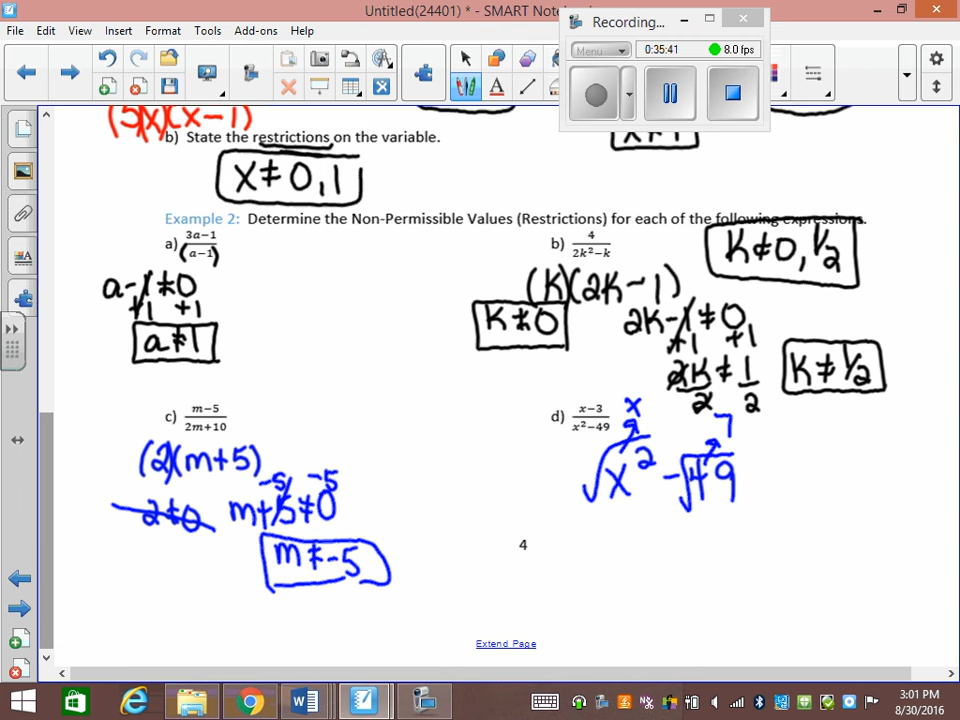 Untitled(24401) * - SMART Note
Recording...
File Edit View Insert Format Tools Add-ons Help
Menu 0:35:41 8.0 fps
(5)(x)(x-1)
b) State the restrictions on the variable.
x≠1
x≠0,1
Example 2: Determine the Non-Permissible Values (Restrictions) for each of the following expressions.
a) (3a−1)/(a−1)
b) 4/(2k²−k)
k≠0,1/2
a-1≠0
+1 +1
a≠1
(k)(2k-1)
k≠0
2k-1≠0
+1 +1
2k≠1
2 2
k≠1/2
c) (m−5)/(2m+10)
d) (x−3)/(x²−49)
(2)(m+5)
-5 -5
2≠0 m+5≠0
m≠-5
x 7
√x² -√49
4
Extend Page
3:01 PM
8/30/2016